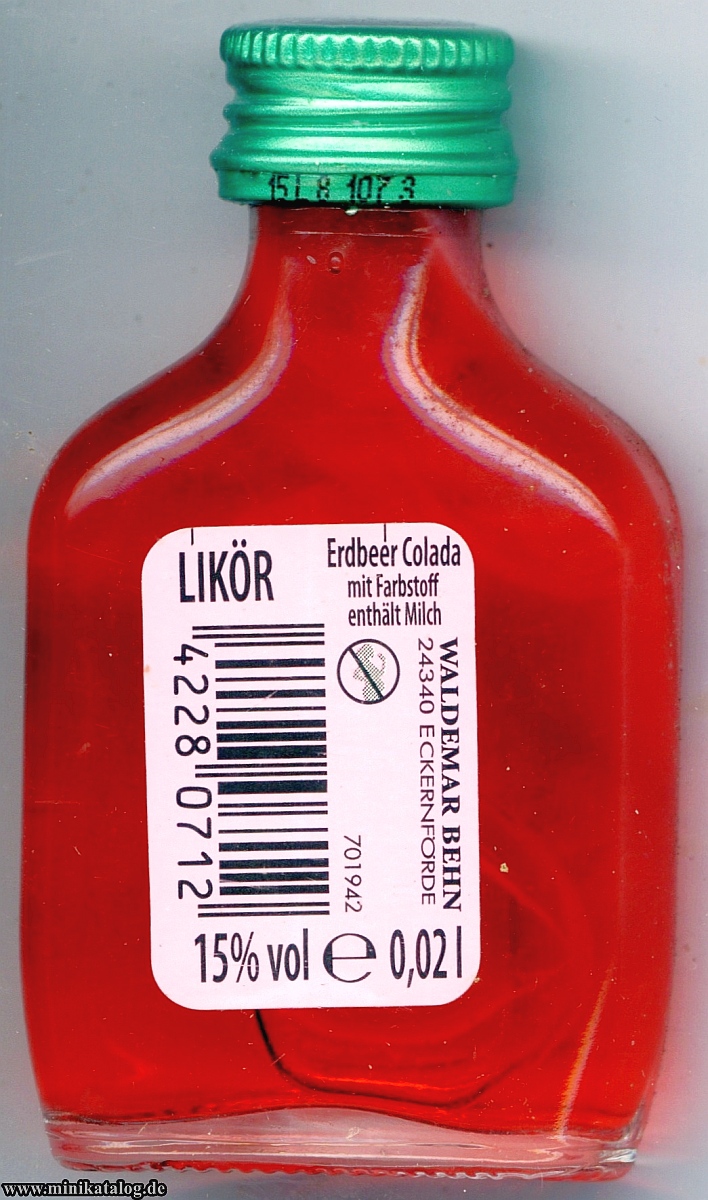 15L 8 107 3
LIKÖR
Erdbeer Colada
mit Farbstoff
enthält Milch
4228 0712
WALDEMAR BEHN
24340 ECKERNFÖRDE
701942
15% vol e 0,02 l
www.minikatalog.de